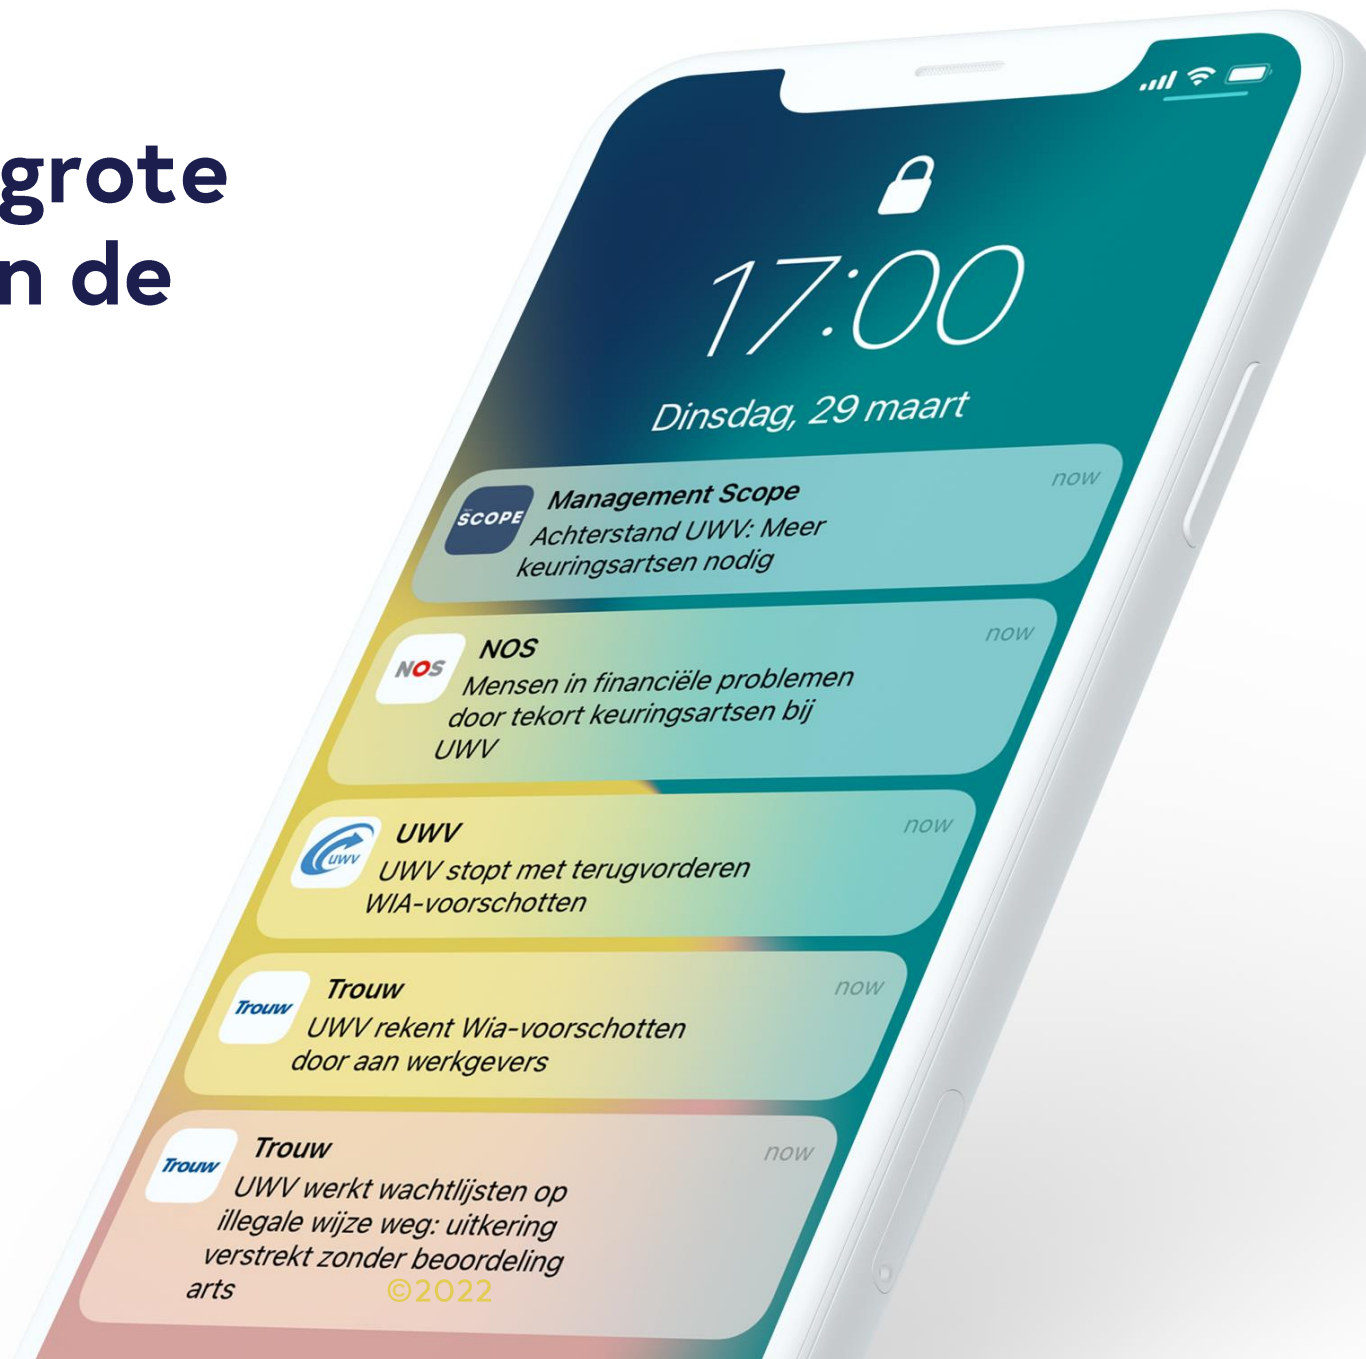 grote
n de
17:00
Dinsdag, 29 maart
SCOPE
Management Scope
now
Achterstand UWV: Meer
keuringsartsen nodig
NOS
NOS
now
Mensen in financiële problemen
door tekort keuringsartsen bij
UWV
UWV
UWV
now
UWV stopt met terugvorderen
WIA-voorschotten
Trouw
Trouw
now
UWV rekent Wia-voorschotten
door aan werkgevers
Trouw
Trouw
now
UWV werkt wachtlijsten op
illegale wijze weg: uitkering
verstrekt zonder beoordeling
arts
©2022